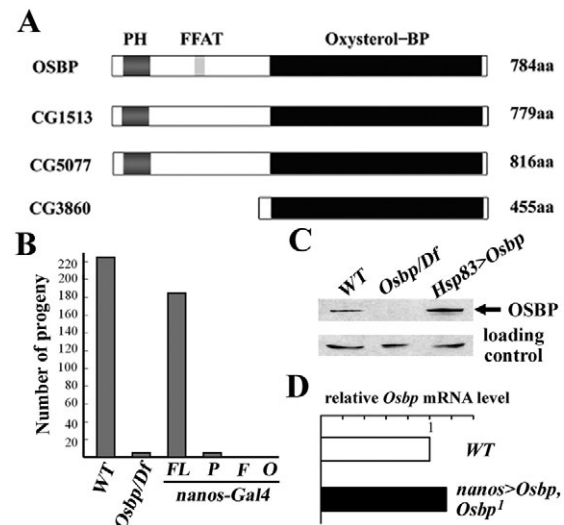 A
PH FFAT Oxysterol-BP
OSBP 784aa
CG1513 779aa
CG5077 816aa
CG3860 455aa
B
Number of progeny
220
180
160
140
120
100
80
60
40
20
WT Osbp/Df FL P F O
nanos-Gal4
C
WT Osbp/Df Hsp83>Osbp
OSBP
loading
control
D
relative Osbp mRNA level
1
WT
nanos>Osbp,
Osbp1